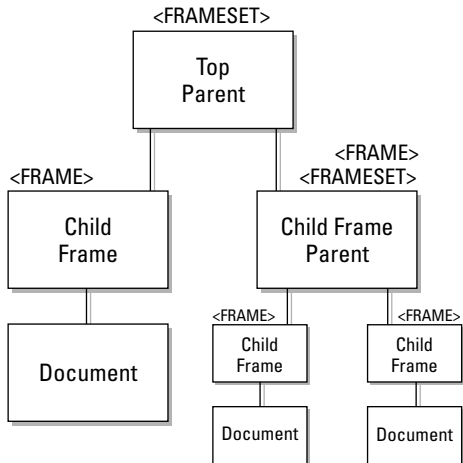 <FRAMESET>
Top
Parent
<FRAME>
Child
Frame
Document
<FRAME>
<FRAMESET>
Child Frame
Parent
<FRAME>
Child
Frame
Document
<FRAME>
Child
Frame
Document